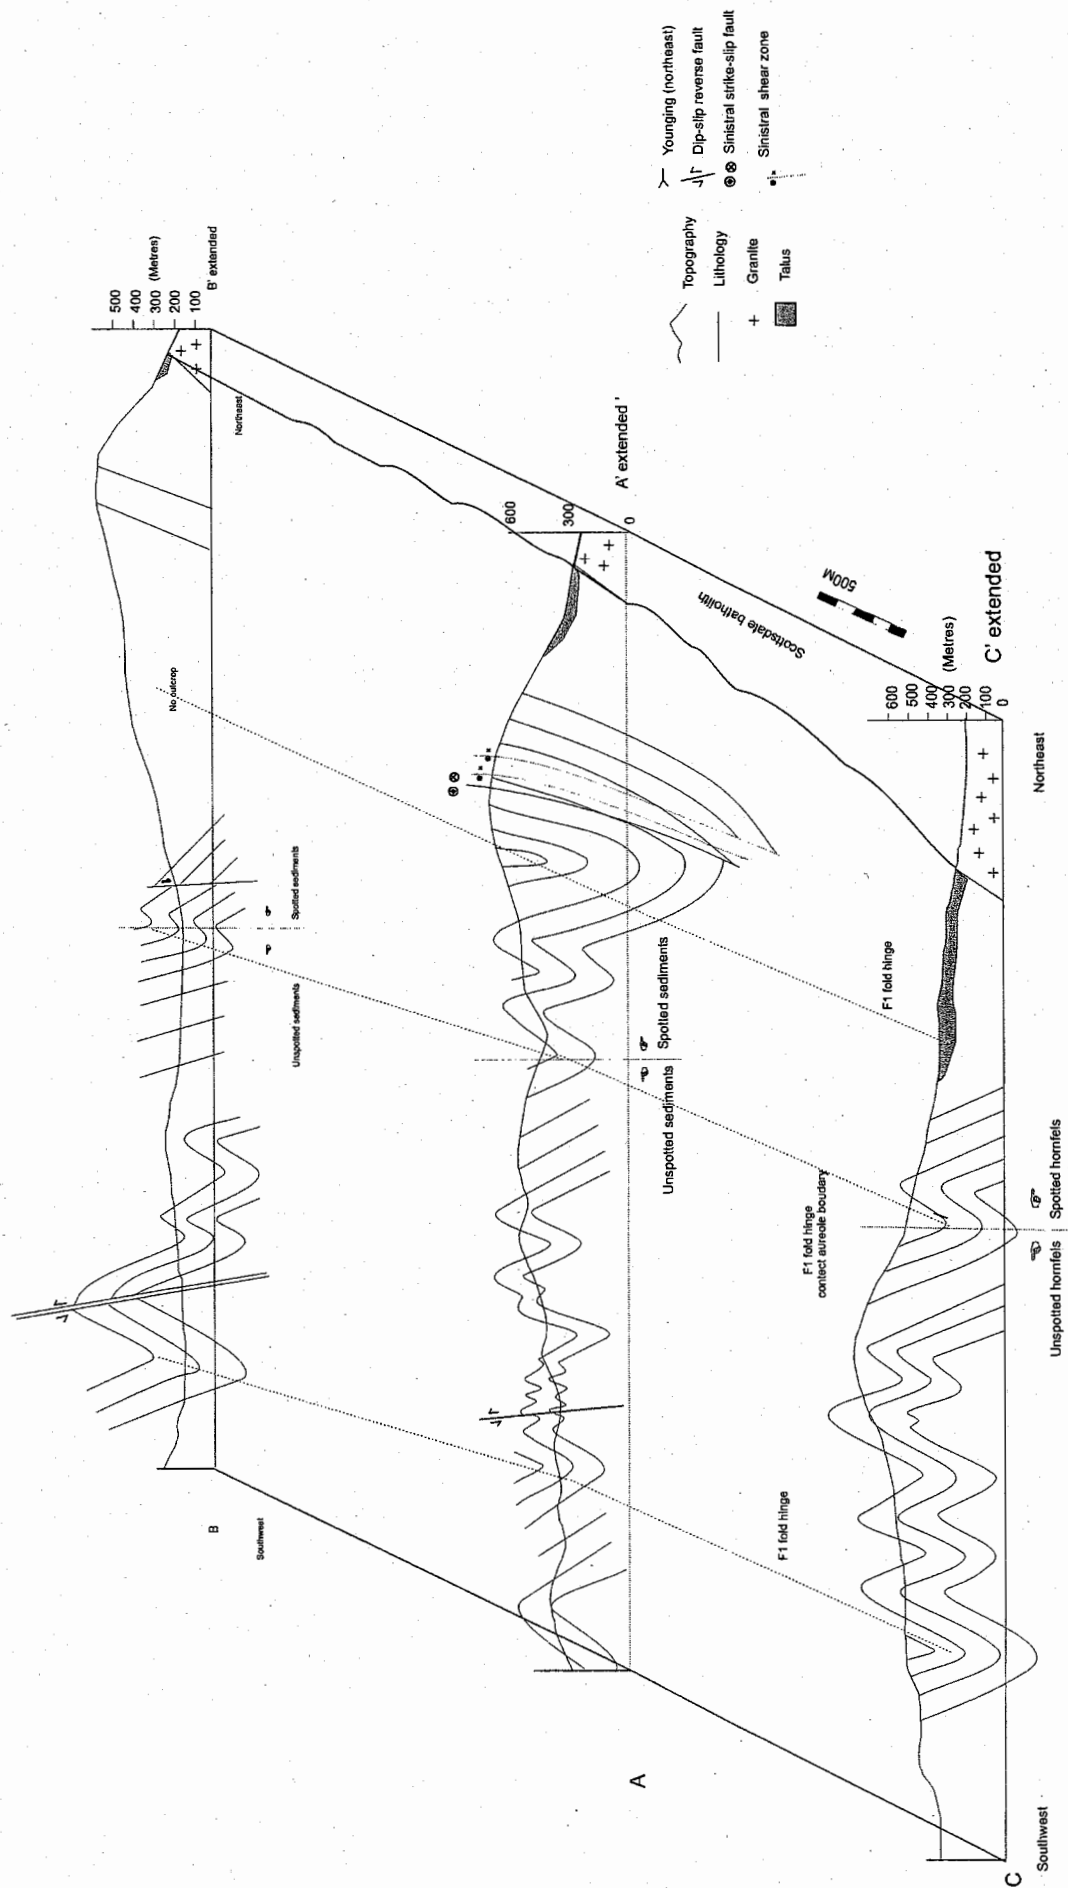 500
400
300 (Metres)
200
100
B' extended
Northeast
No outcrop
Spotted sediments
Unspotted sediments
B
Southwest
600
300
0
A' extended '
Scottsdale batholith
500M
Spotted sediments
Unspotted sediments
A
F1 fold hinge
F1 fold hinge
contect aureole boudary
F1 fold hinge
600
500
400
300 (Metres)
200
100
0
C' extended
Northeast
Spotted hornfels
Unspotted hornfels
C
Southwest
Topography
Lithology
Granite
Talus
Younging (northeast)
Dip-slip reverse fault
Sinistral strike-slip fault
Sinistral shear zone